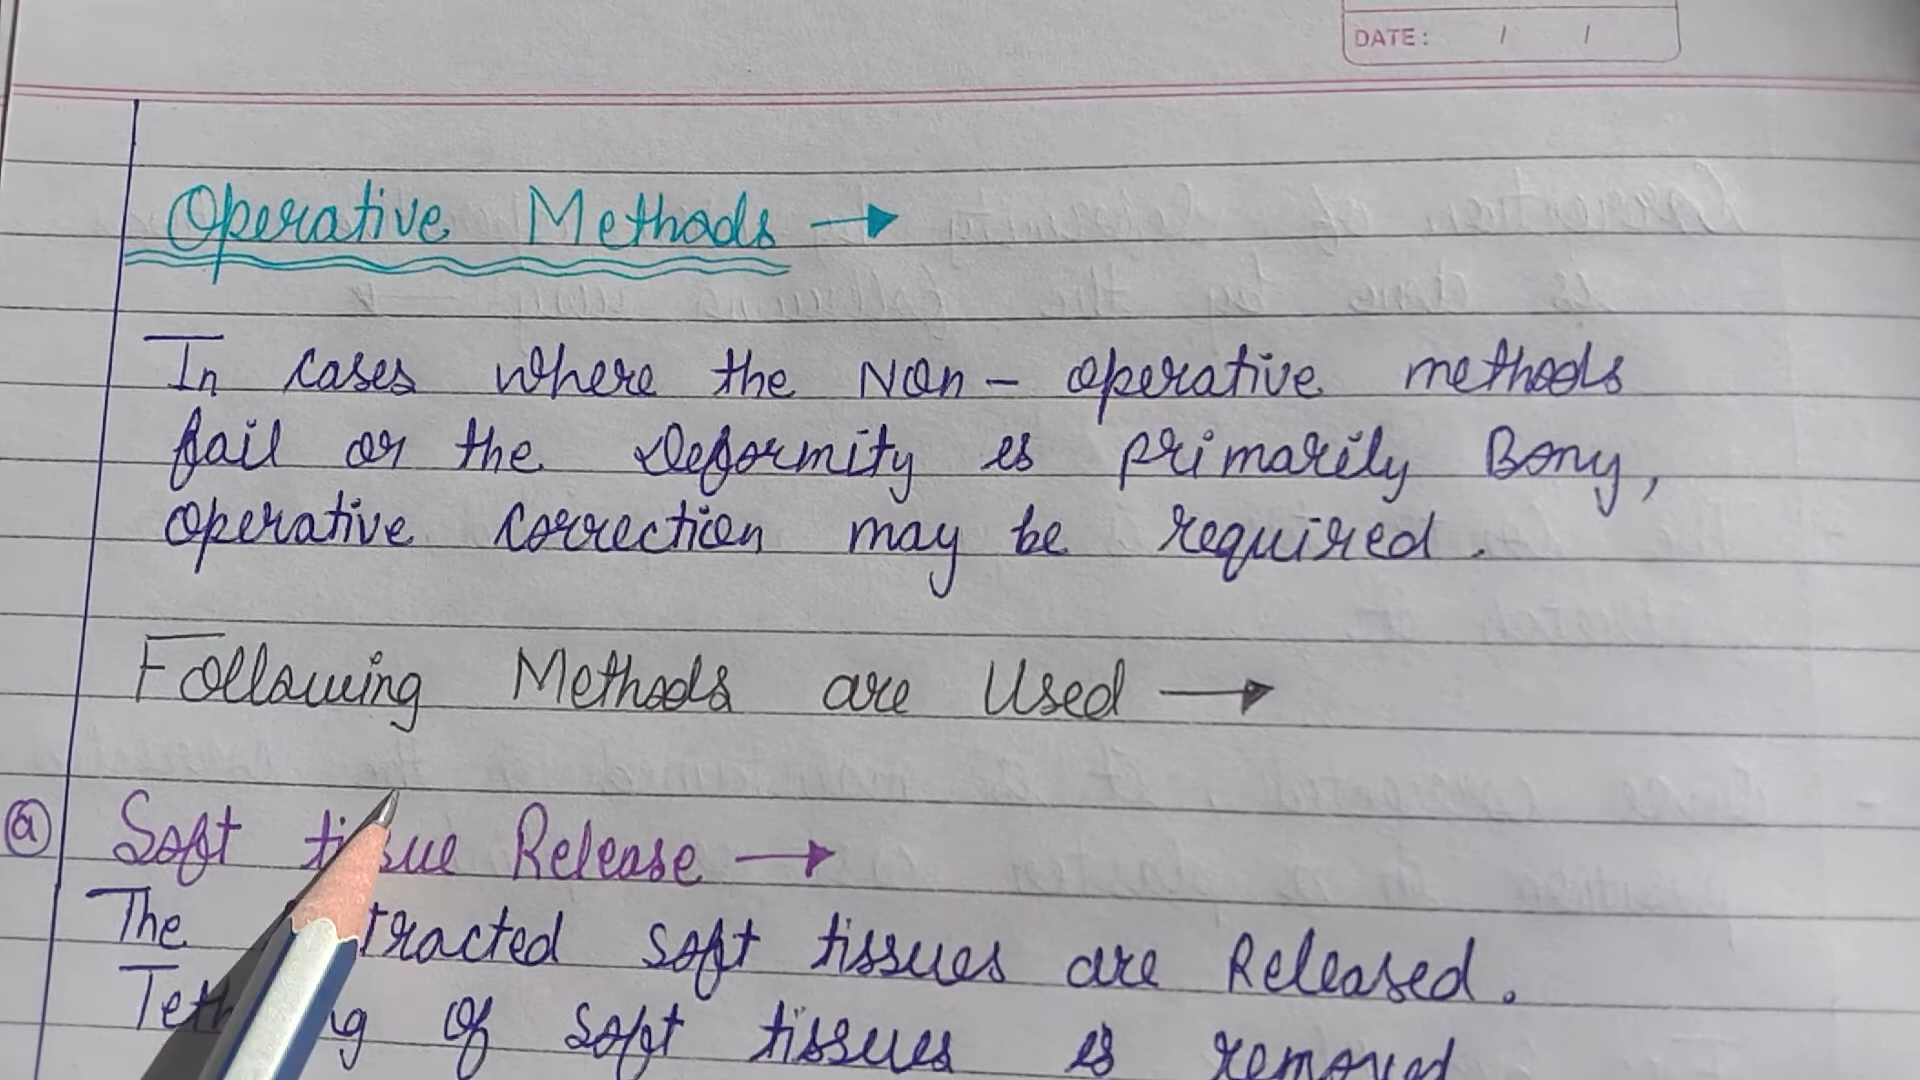 DATE: / /
Operative Methods →
In cases where the Non - operative methods
fail or the Deformity is primarily Bony,
operative correction may be required.
Following Methods are Used →
(a) Soft tissue Release →
The tracted soft tissues are Released.
of soft tissues is removed